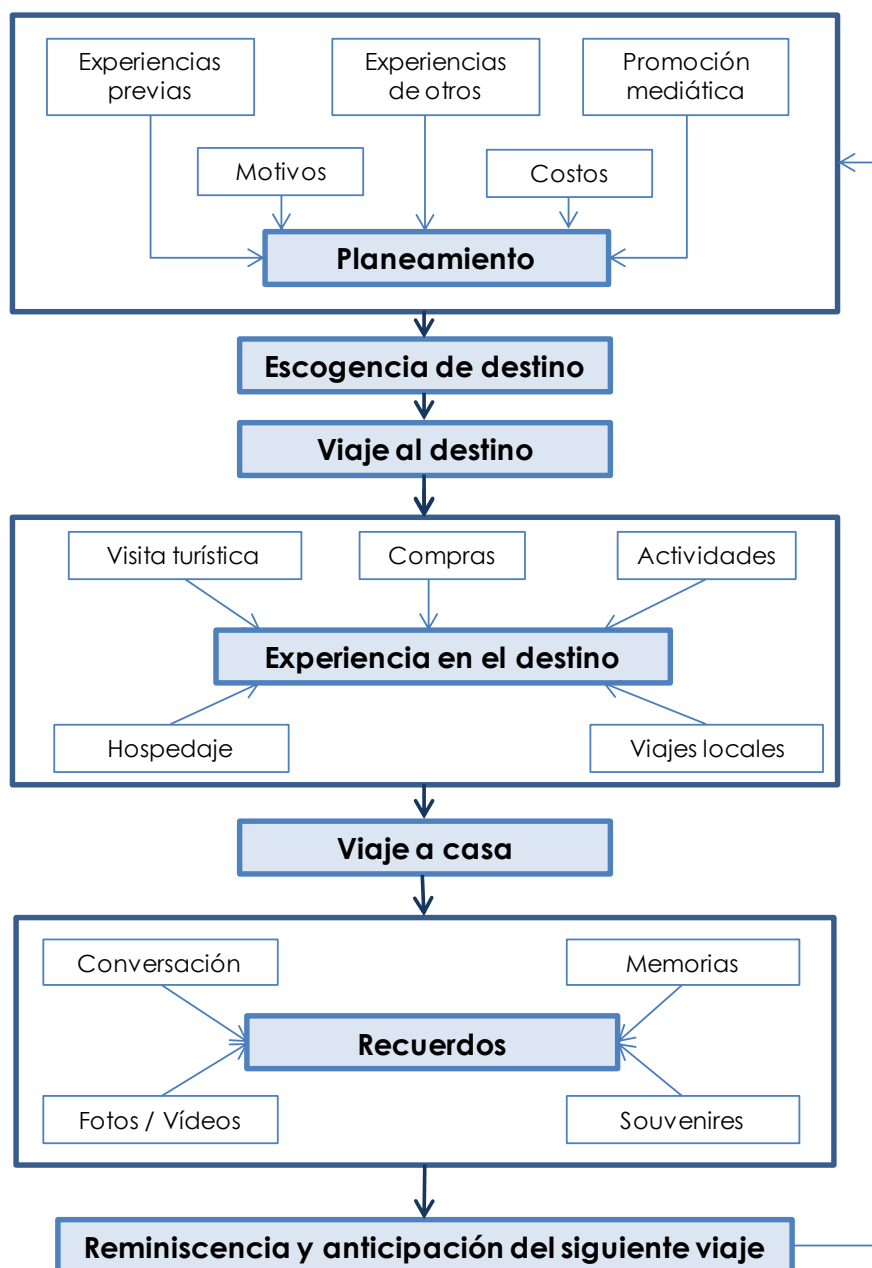 Experiencias
previas
Experiencias
de otros
Promoción
mediática
Motivos
Costos
Planeamiento
Escogencia de destino
Viaje al destino
Visita turística
Compras
Actividades
Experiencia en el destino
Hospedaje
Viajes locales
Viaje a casa
Conversación
Memorias
Recuerdos
Fotos / Vídeos
Souvenires
Reminiscencia y anticipación del siguiente viaje